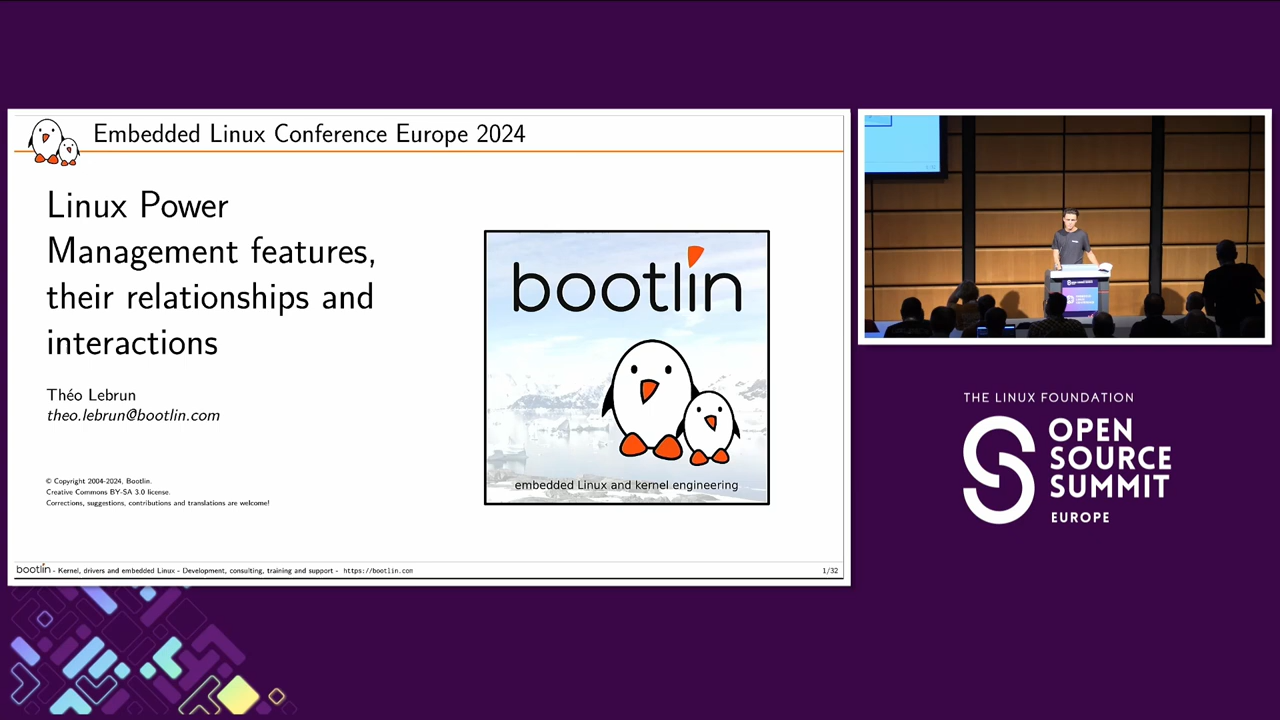 Embedded Linux Conference Europe 2024
Linux Power
Management features,
their relationships and
interactions
Théo Lebrun
theo.lebrun@bootlin.com
© Copyright 2004-2024, Bootlin.
Creative Commons BY-SA 3.0 license.
Corrections, suggestions, contributions and translations are welcome!
bootlin
embedded Linux and kernel engineering
bootlin - Kernel, drivers and embedded Linux - Development, consulting, training and support - https://bootlin.com
1/32
THE LINUX FOUNDATION
OPEN
SOURCE
SUMMIT
EUROPE